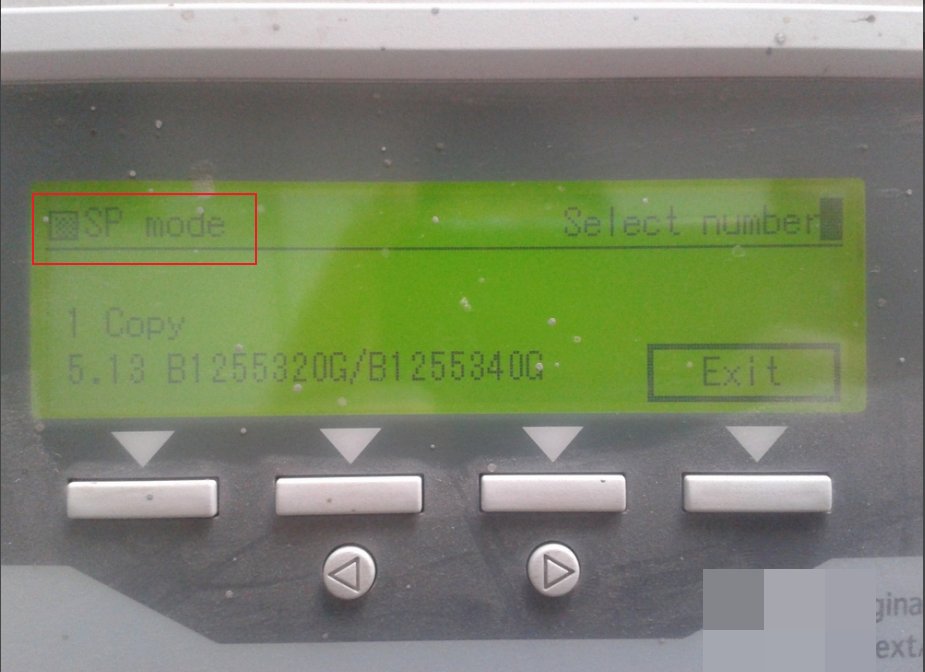 SP mode Select number
1 Copy
5.13 B1255320G/B1255340G
Exit